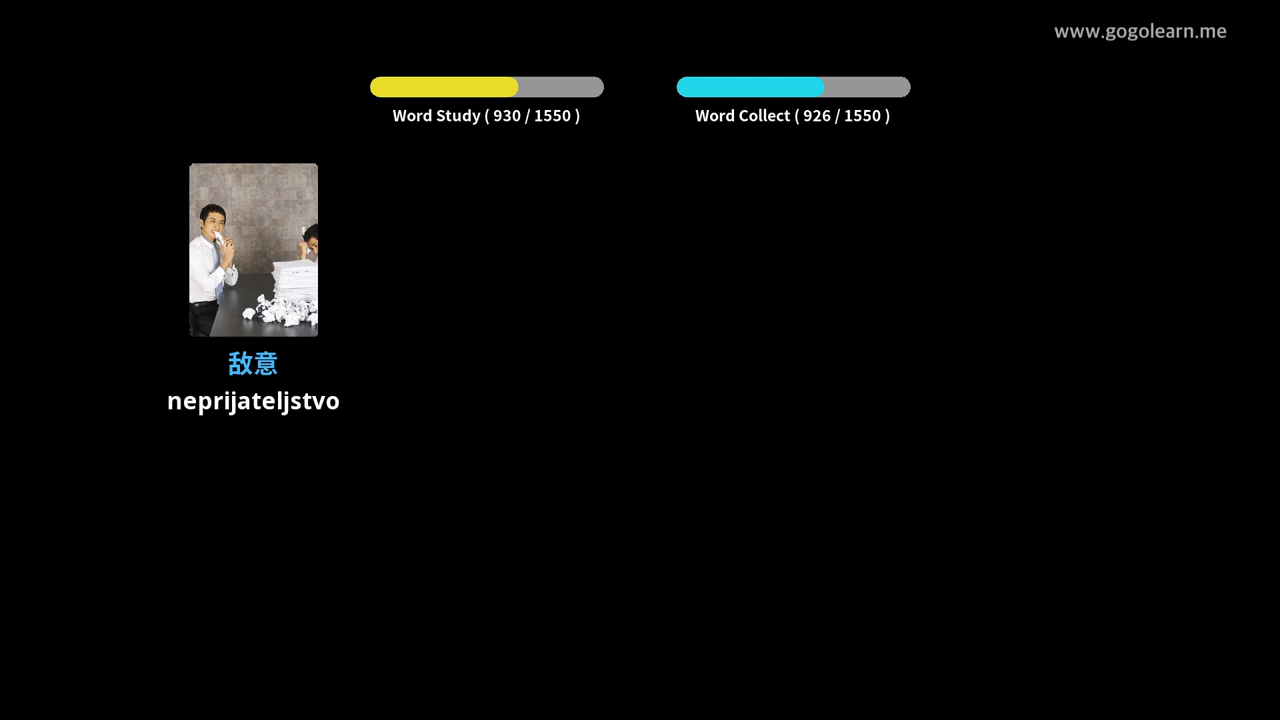 www.gogolearn.me
Word Study ( 930 / 1550 )
Word Collect ( 926 / 1550 )
敌意
neprijateljstvo